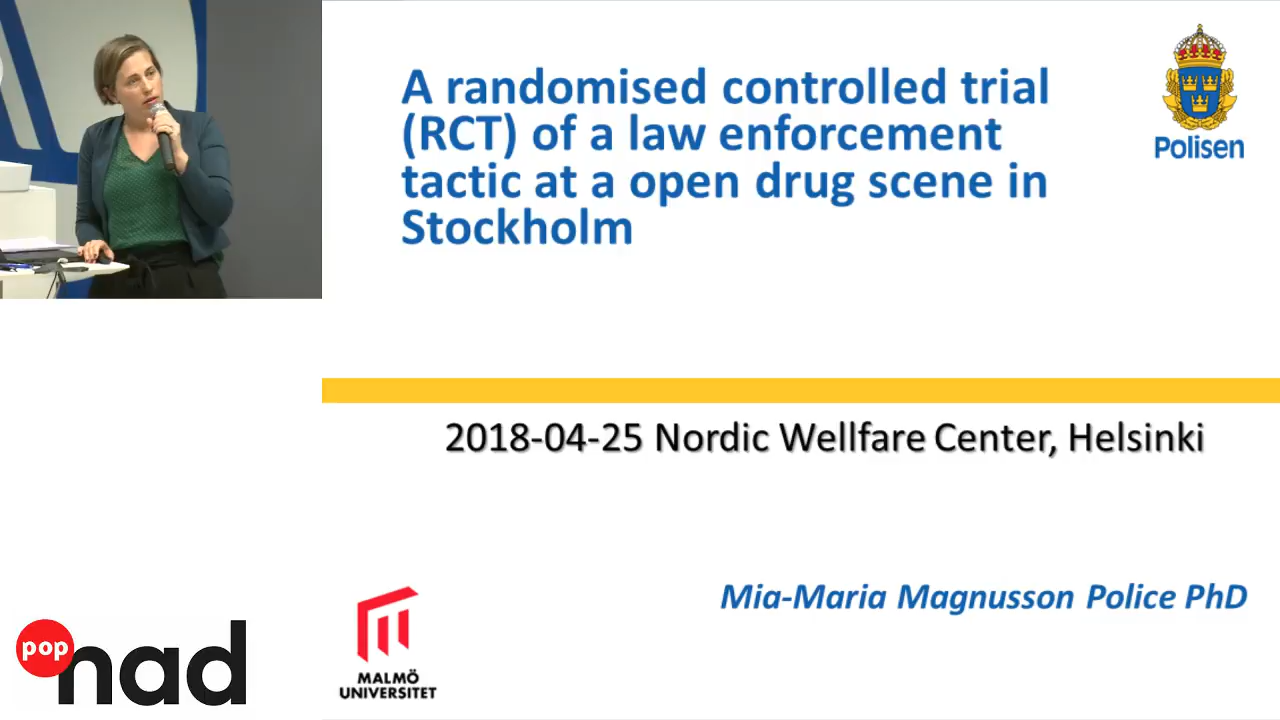 A randomised controlled trial
(RCT) of a law enforcement
tactic at a open drug scene in
Stockholm
Polisen
2018-04-25 Nordic Wellfare Center, Helsinki
Mia-Maria Magnusson Police PhD
pop
nad
MALMÖ
UNIVERSITET